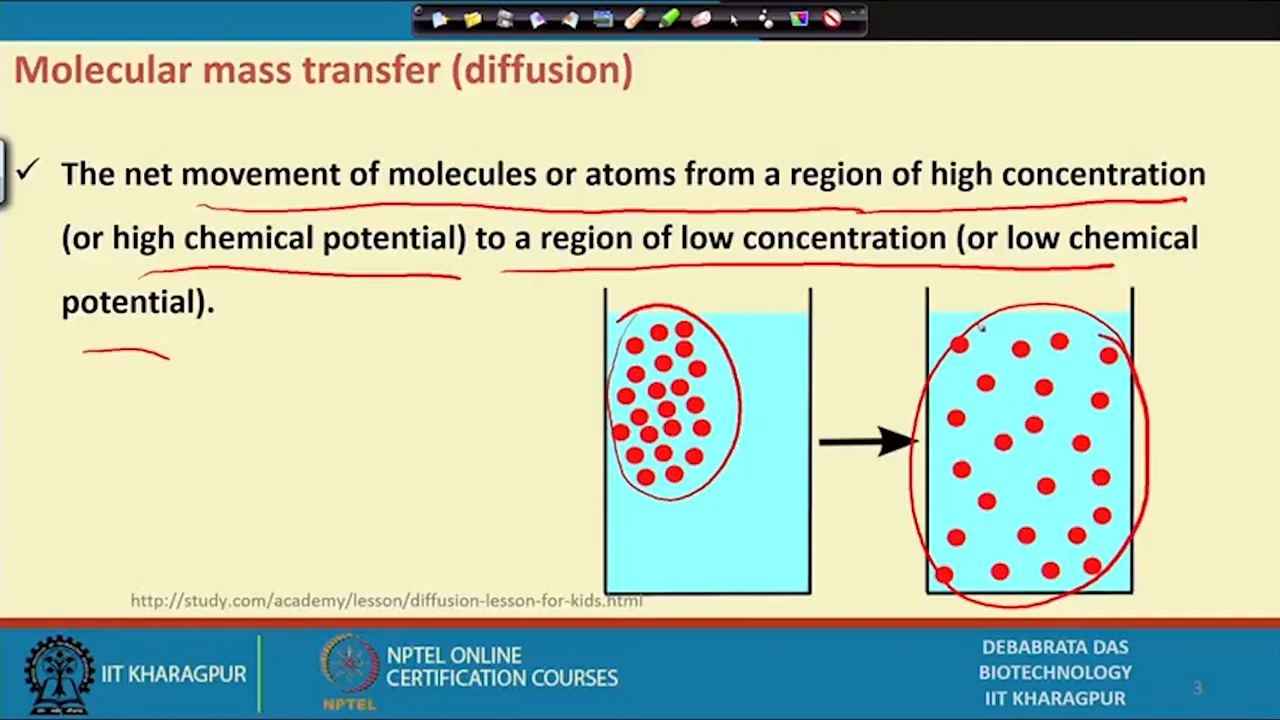 Molecular mass transfer (diffusion)
✓ The net movement of molecules or atoms from a region of high concentration
(or high chemical potential) to a region of low concentration (or low chemical
potential).
http://study.com/academy/lesson/diffusion-lesson-for-kids.html
IIT KHARAGPUR
NPTEL
NPTEL ONLINE
CERTIFICATION COURSES
DEBABRATA DAS
BIOTECHNOLOGY
IIT KHARAGPUR
3